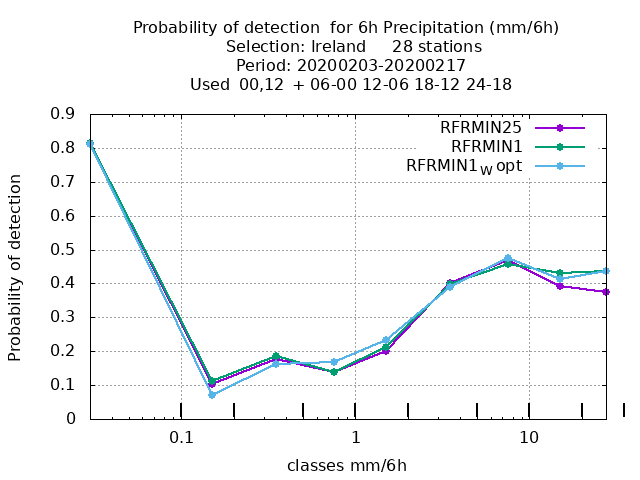 Probability of detection  for 6h Precipitation (mm/6h)
Selection: Ireland     28 stations
Period: 20200203-20200217
Used  00,12  + 06-00 12-06 18-12 24-18
RFRMIN25
RFRMIN1
RFRMIN1W opt
Probability of detection
0.9
0.8
0.7
0.6
0.5
0.4
0.3
0.2
0.1
0
0.1
1
10
classes mm/6h